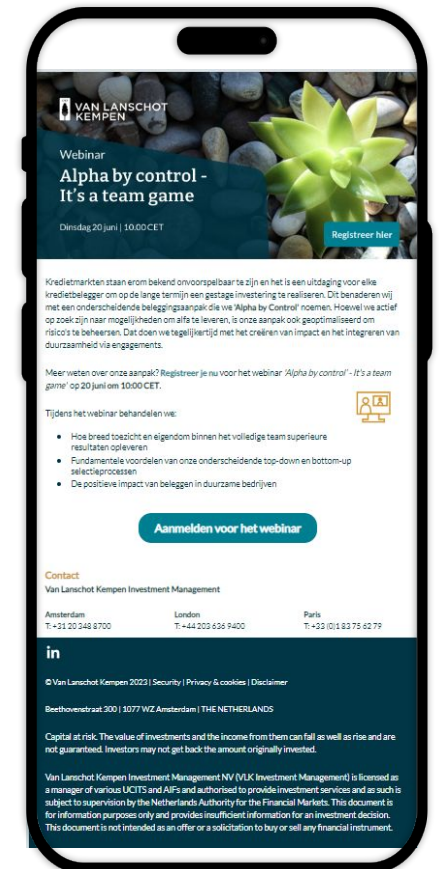 VAN LANSCHOT
KEMPEN
Webinar
Alpha by control -
It's a team game
Dinsdag 20 juni | 10.00 CET
Registreer hier
Kredietmarkten staan erom bekend onvoorspelbaar te zijn en het is een uitdaging voor elke
kredietbelegger om op de lange termijn een gestage investering te realiseren. Dit benaderen wij
met een onderscheidende beleggingsaanpak die we 'Alpha by Control' noemen. Hoewel we actief
op zoek zijn naar mogelijkheden om alfa te leveren, is onze aanpak ook geoptimaliseerd om
risico's te beheersen. Dat doen we tegelijkertijd met het creëren van impact en het integreren van
duurzaamheid via engagements.
Meer weten over onze aanpak? Registreer je nu voor het webinar 'Alpha by control' - It's a team
game' op 20 juni om 10:00 CET.
Tijdens het webinar behandelen we:
• Hoe breed toezicht en eigendom binnen het volledige team superieure
resultaten opleveren
• Fundamentele voordelen van onze onderscheidende top-down en bottom-up
selectieprocessen
• De positieve impact van beleggen in duurzame bedrijven
Aanmelden voor het webinar
Contact
Van Lanschot Kempen Investment Management
Amsterdam London Paris
T: +31 20 348 8700 T: +44 203 636 9400 T: +33 (0)1 83 75 62 79
in
© Van Lanschot Kempen 2023 | Security | Privacy & cookies | Disclaimer
Beethovenstraat 300 | 1077 WZ Amsterdam | THE NETHERLANDS
Capital at risk. The value of investments and the income from them can fall as well as rise and are
not guaranteed. Investors may not get back the amount originally invested.
Van Lanschot Kempen Investment Management NV (VLK Investment Management) is licensed as
a manager of various UCITS and AIFs and authorised to provide investment services and as such is
subject to supervision by the Netherlands Authority for the Financial Markets. This document is
for information purposes only and provides insufficient information for an investment decision.
This document is not intended as an offer or a solicitation to buy or sell any financial instrument.